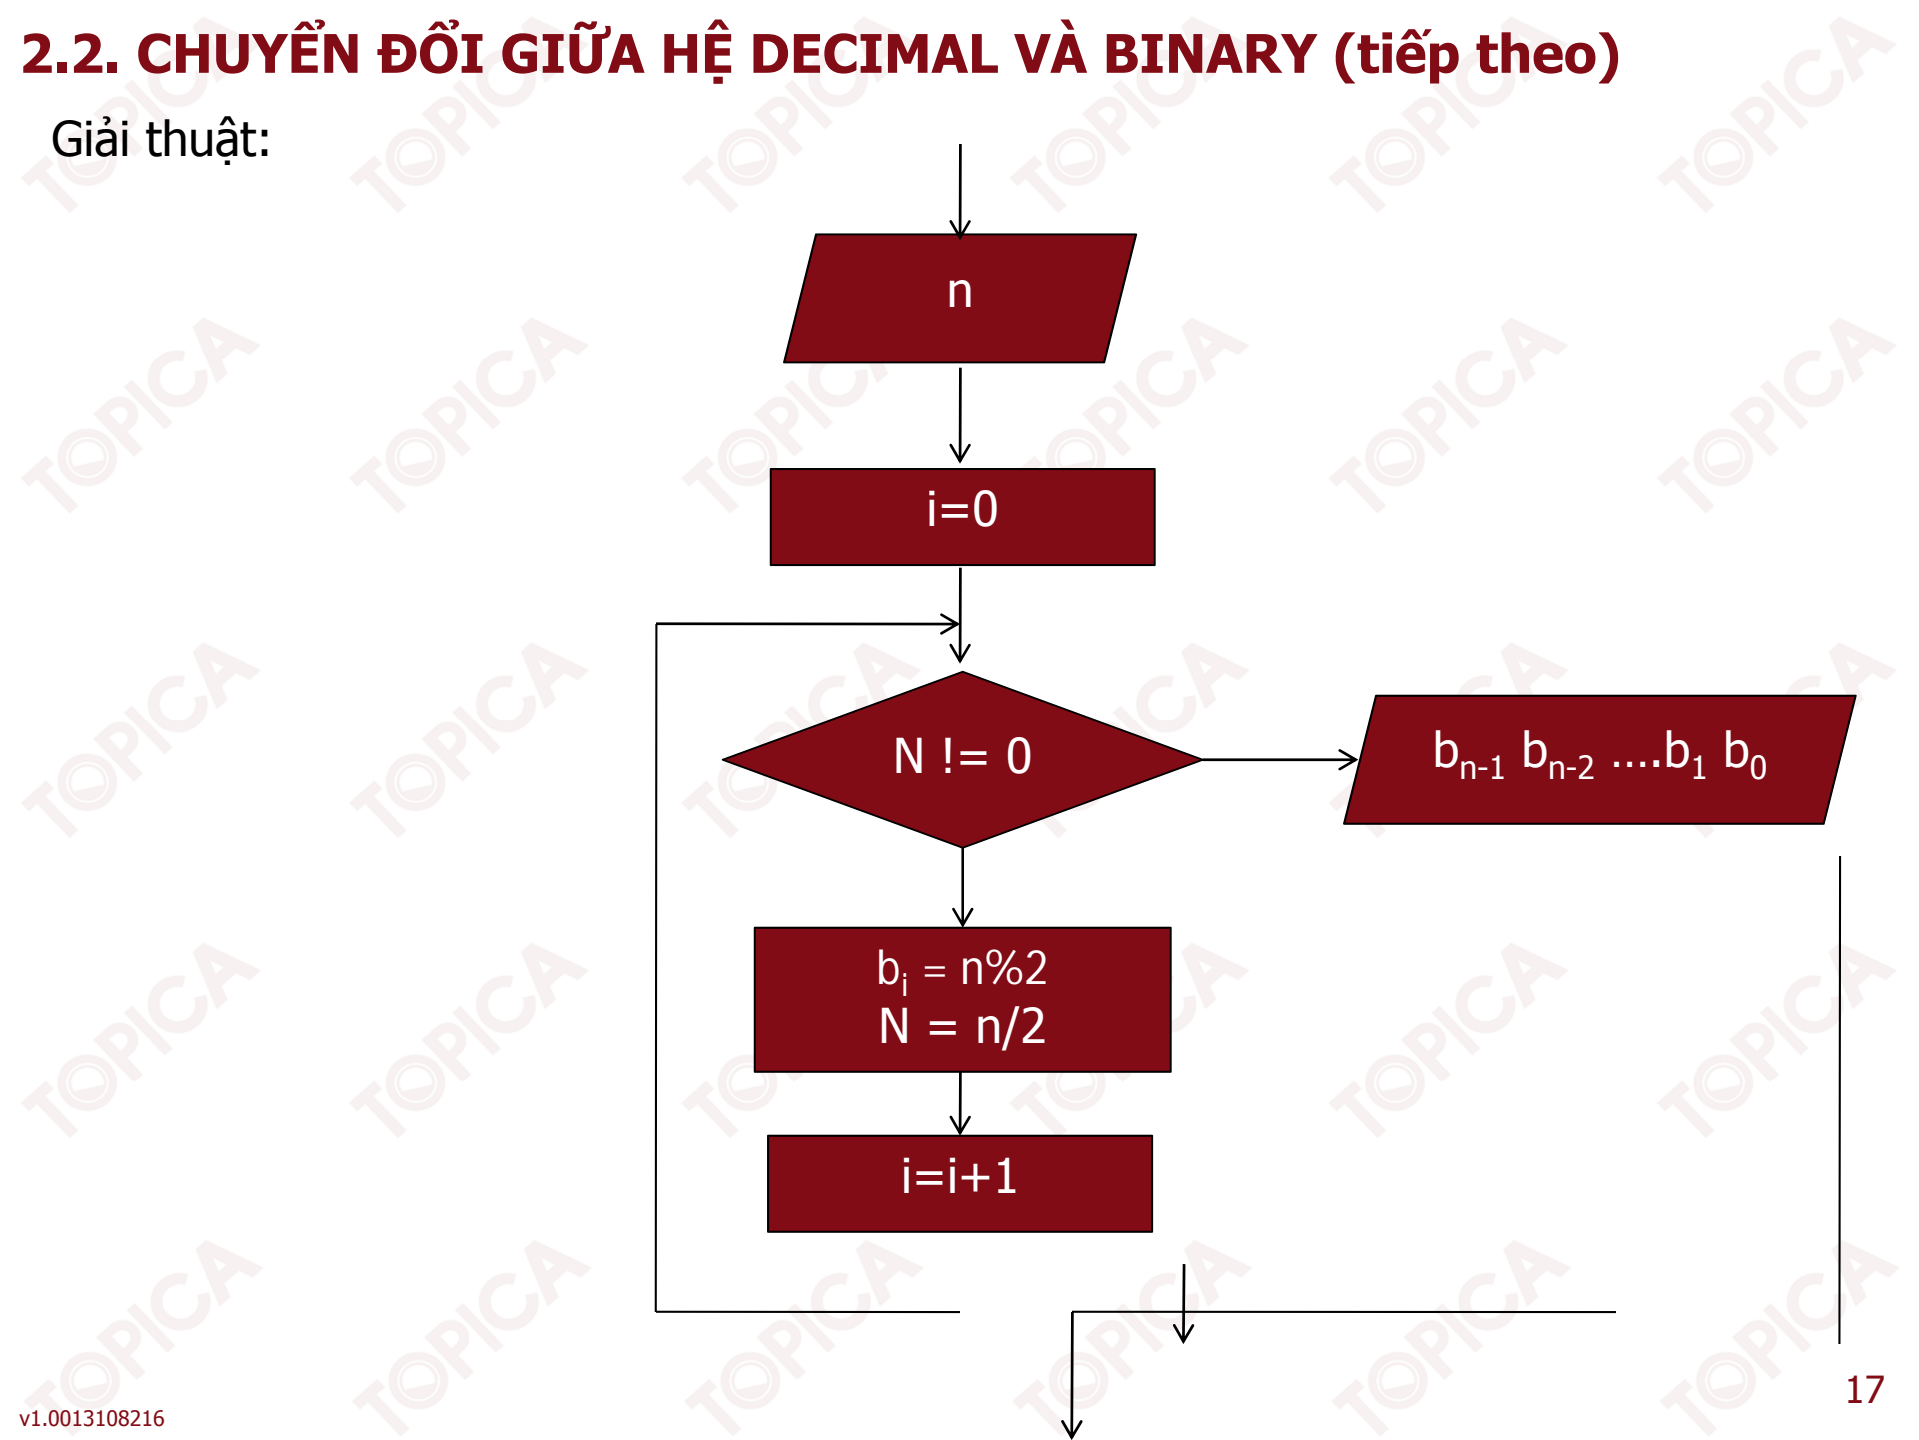 2.2. CHUYỂN ĐỔI GIỮA HỆ DECIMAL VÀ BINARY (tiếp theo)
Giải thuật:
n
i=0
N != 0
bn-1 bn-2 ....b1 b0
bi = n%2
N = n/2
i=i+1
17
v1.0013108216